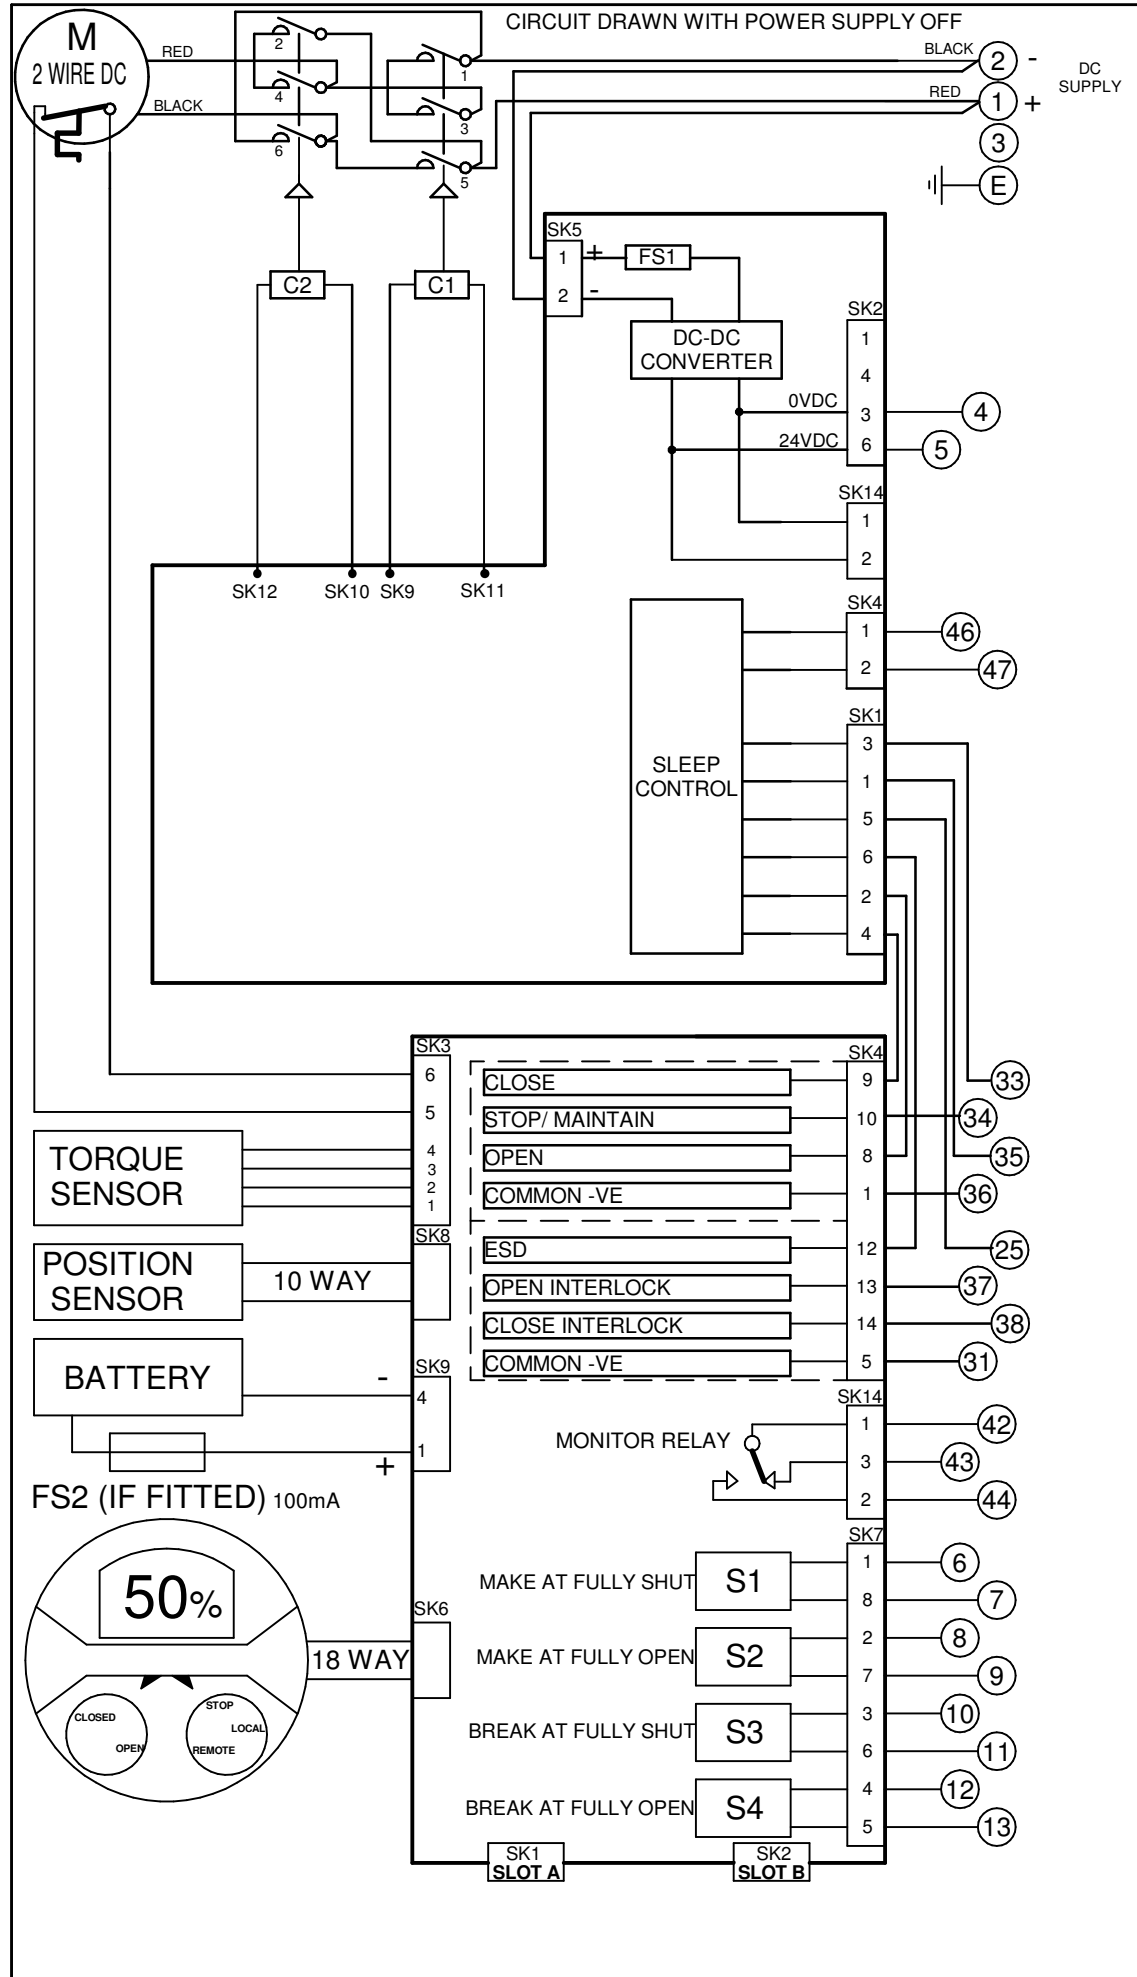 CIRCUIT DRAWN WITH POWER SUPPLY OFF
M
2 WIRE DC
RED
BLACK
2
4
6
1
3
5
BLACK
2 -
RED
1 +
DC
SUPPLY
3
E
C2
C1
SK12
SK10
SK9
SK11
SK5
1 +
2 -
FS1
DC-DC
CONVERTER
0VDC
24VDC
SK2
1
4
3
4
6
5
SK14
1
2
SLEEP
CONTROL
SK4
1
46
2
47
SK1
3
1
5
6
2
4
SK3
6
5
4
3
2
1
TORQUE
SENSOR
POSITION
SENSOR
10 WAY
SK8
BATTERY
-
+
SK9
4
1
FS2 (IF FITTED) 100mA
50%
CLOSED
OPEN
STOP
LOCAL
REMOTE
18 WAY
SK6
SK4
CLOSE
9
33
STOP/ MAINTAIN
10
34
OPEN
8
35
COMMON -VE
1
36
ESD
12
25
OPEN INTERLOCK
13
37
CLOSE INTERLOCK
14
38
COMMON -VE
5
31
SK14
MONITOR RELAY
1
42
3
43
2
44
SK7
MAKE AT FULLY SHUT
S1
1
6
8
7
MAKE AT FULLY OPEN
S2
2
8
7
9
BREAK AT FULLY SHUT
S3
3
10
6
11
BREAK AT FULLY OPEN
S4
4
12
5
13
SK1
SLOT A
SK2
SLOT B